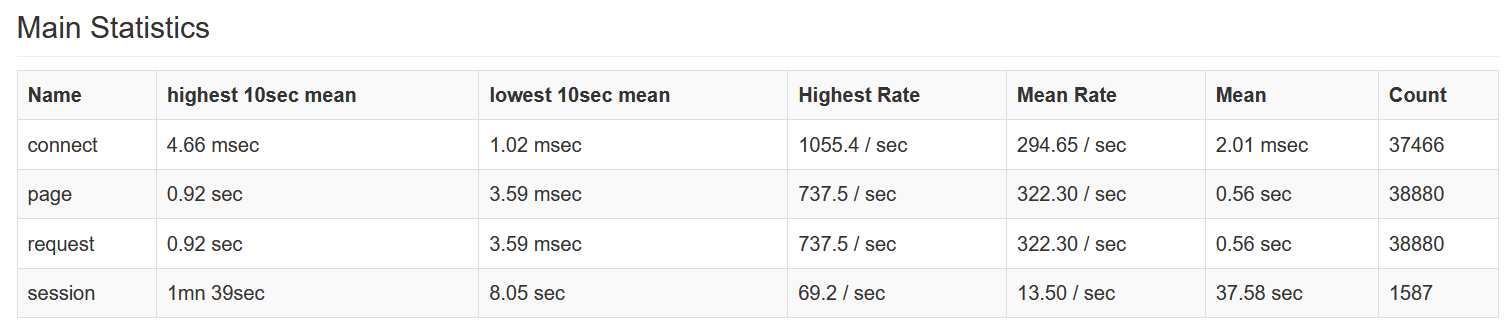 Main Statistics
Name highest 10sec mean lowest 10sec mean Highest Rate Mean Rate Mean Count
connect 4.66 msec 1.02 msec 1055.4 / sec 294.65 / sec 2.01 msec 37466
page 0.92 sec 3.59 msec 737.5 / sec 322.30 / sec 0.56 sec 38880
request 0.92 sec 3.59 msec 737.5 / sec 322.30 / sec 0.56 sec 38880
session 1mn 39sec 8.05 sec 69.2 / sec 13.50 / sec 37.58 sec 1587